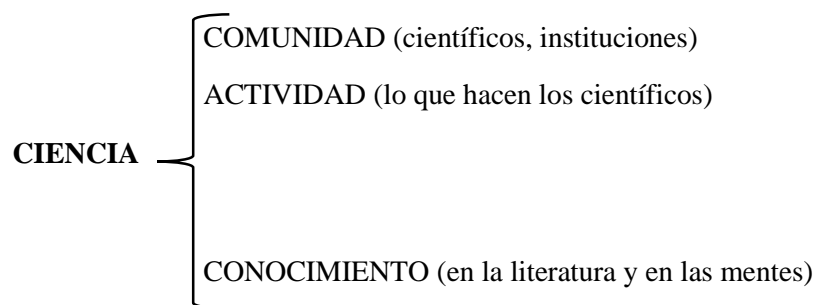 COMUNIDAD (científicos, instituciones)
ACTIVIDAD (lo que hacen los científicos)
CIENCIA
CONOCIMIENTO (en la literatura y en las mentes)